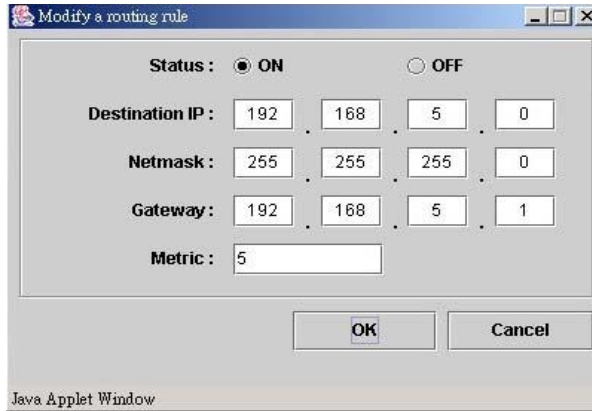 Modify a routing rule
Status : ON OFF
Destination IP : 192 . 168 . 5 . 0
Netmask : 255 . 255 . 255 . 0
Gateway : 192 . 168 . 5 . 1
Metric : 5
OK Cancel
Java Applet Window